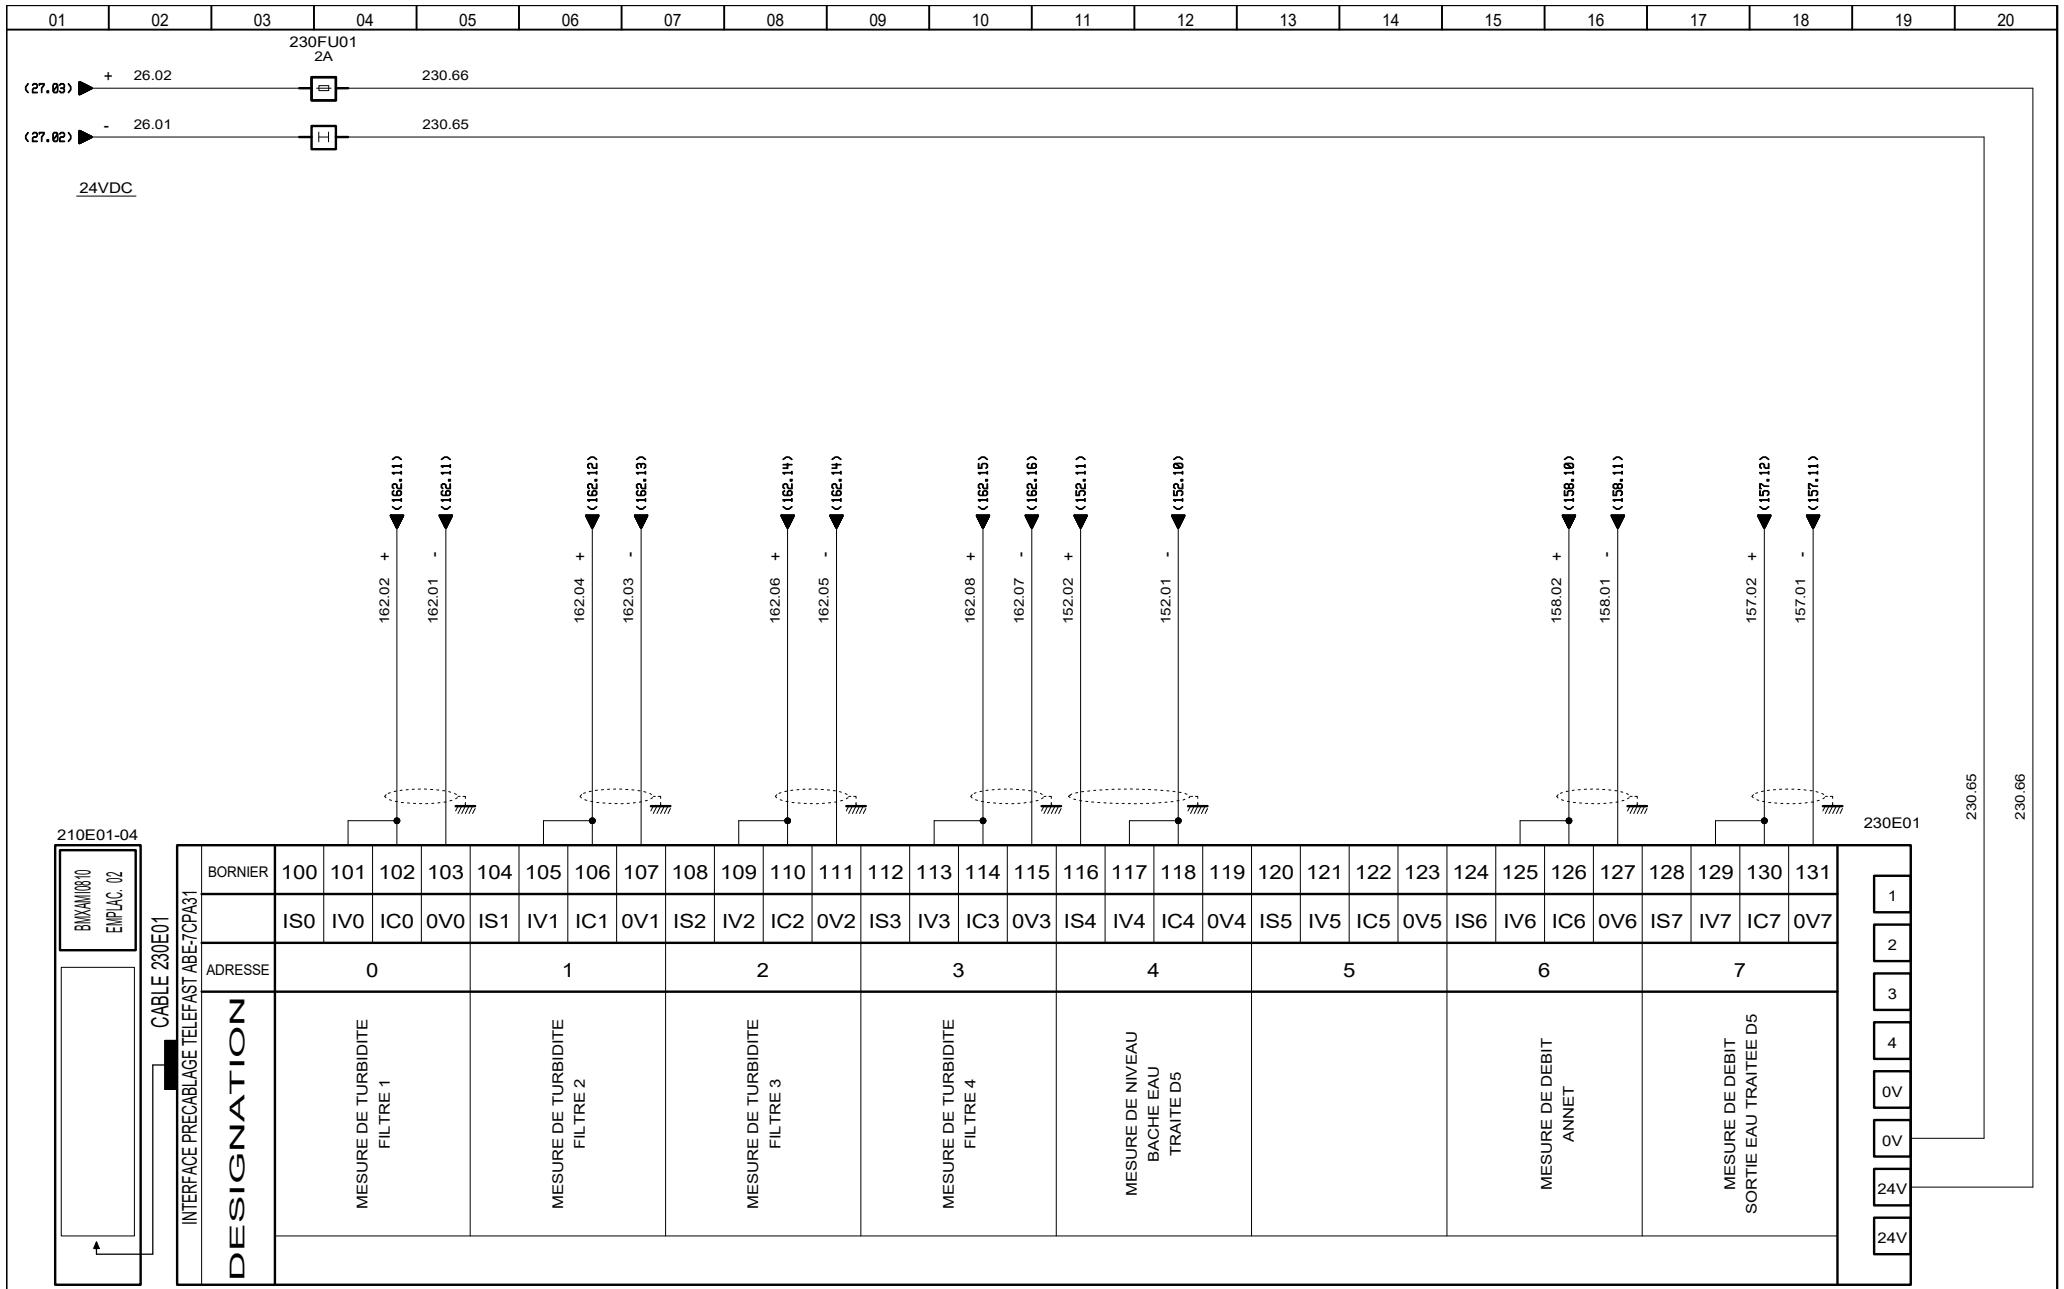 01 02 03 04 05 06 07 08 09 10 11 12 13 14 15 16 17 18 19 20
230FU01
2A
(27.03) + 26.02 230.66
(27.02) - 26.01 230.65
24VDC
(162.11) (162.11) (162.12) (162.13) (162.14) (162.14) (162.15) (162.16) (152.11) (152.10) (158.10) (158.11) (157.12) (157.11)
+ - + - + - + - + - + - + -
162.02 162.01 162.04 162.03 162.06 162.05 162.08 162.07 152.02 152.01 158.02 158.01 157.02 157.01
230.65 230.66
210E01-04
230E01
BMXAMI0810
EMPLAC. 02
CABLE 230E01
INTERFACE PRECABLAGE TELEFAST ABE-7CPA31
BORNIER 100 101 102 103 104 105 106 107 108 109 110 111 112 113 114 115 116 117 118 119 120 121 122 123 124 125 126 127 128 129 130 131
IS0 IV0 IC0 0V0 IS1 IV1 IC1 0V1 IS2 IV2 IC2 0V2 IS3 IV3 IC3 0V3 IS4 IV4 IC4 0V4 IS5 IV5 IC5 0V5 IS6 IV6 IC6 0V6 IS7 IV7 IC7 0V7
ADRESSE 0 1 2 3 4 5 6 7
DESIGNATION
MESURE DE TURBIDITE
FILTRE 1
MESURE DE TURBIDITE
FILTRE 2
MESURE DE TURBIDITE
FILTRE 3
MESURE DE TURBIDITE
FILTRE 4
MESURE DE NIVEAU
BACHE EAU
TRAITE D5
MESURE DE DEBIT
ANNET
MESURE DE DEBIT
SORTIE EAU TRAITEE D5
1
2
3
4
0V
0V
24V
24V